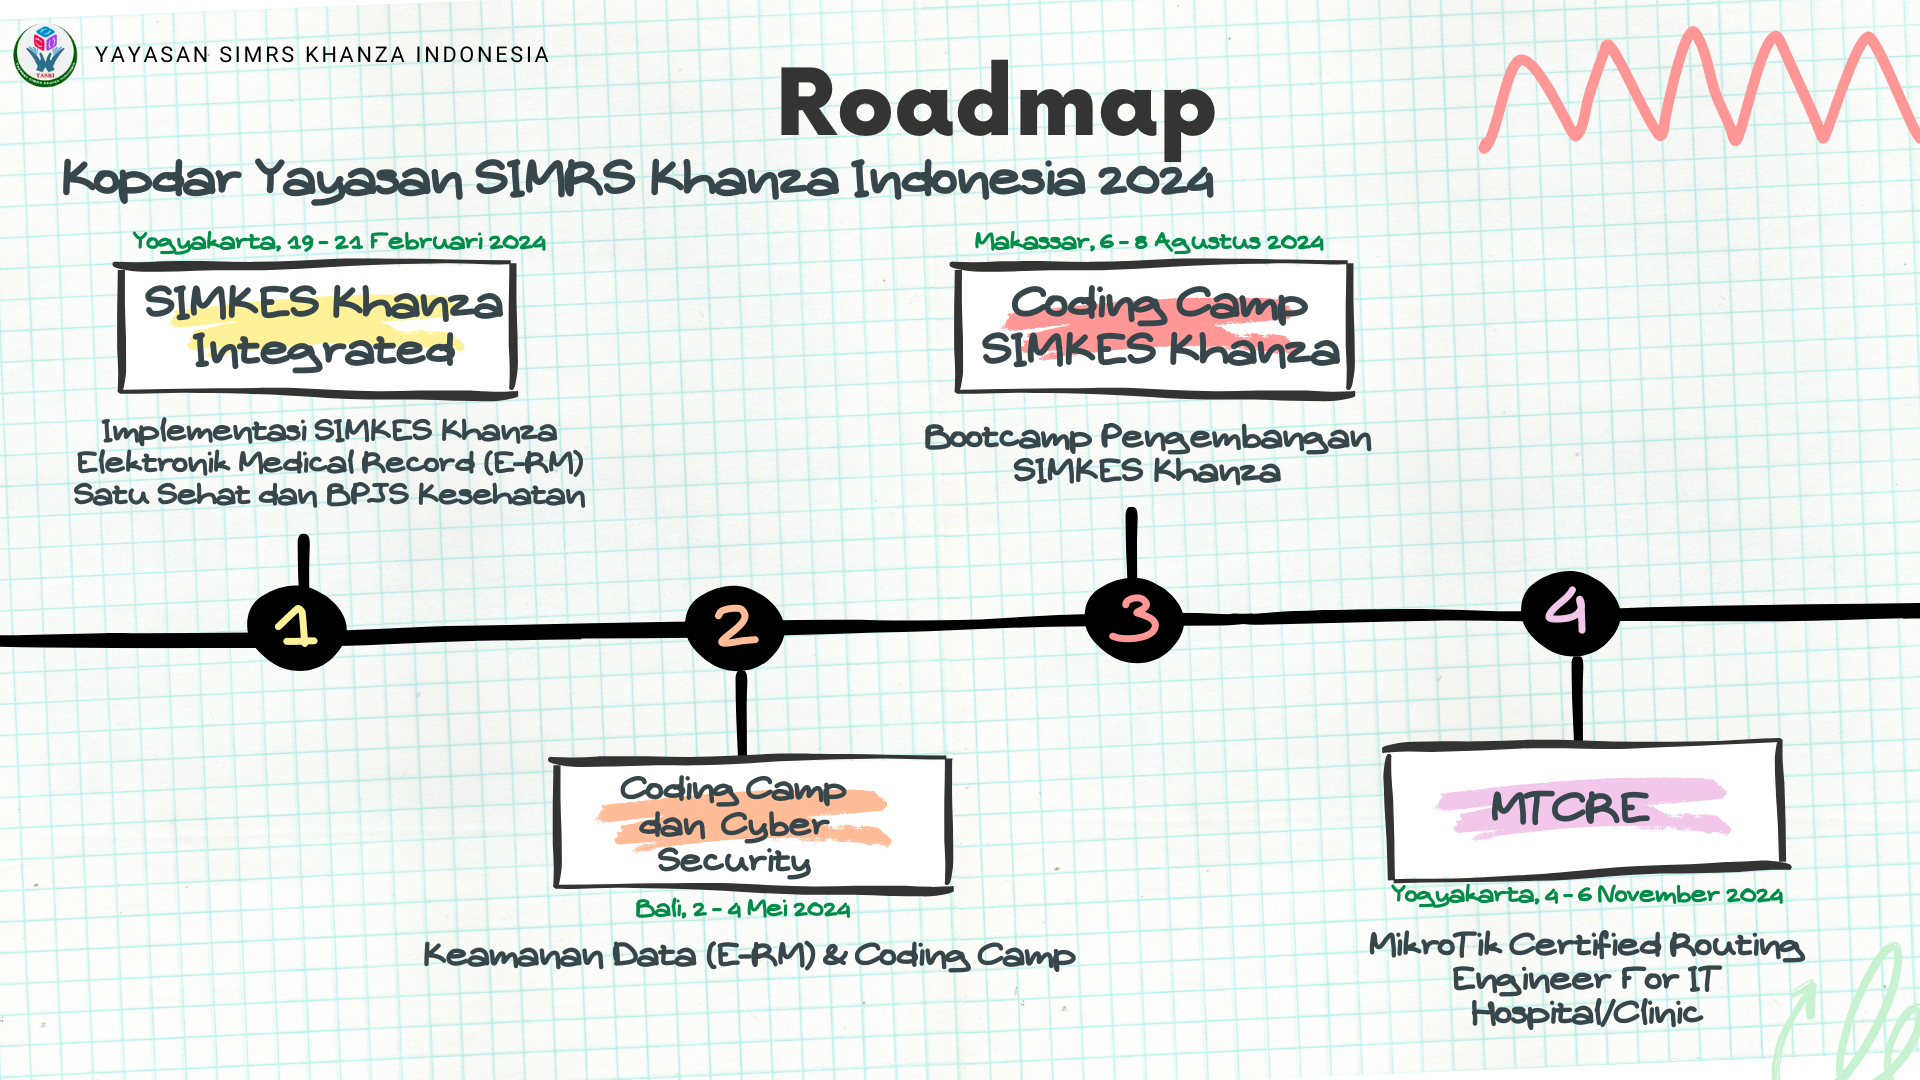 YASKI
YAYASAN SIMRS KHANZA INDONESIA
Roadmap
Kopdar Yayasan SIMRS Khanza Indonesia 2024
Yogyakarta, 19 - 21 Februari 2024
SIMKES Khanza
Integrated
Implementasi SIMKES Khanza
Elektronik Medical Record (E-RM)
Satu Sehat dan BPJS Kesehatan
1
2
Coding Camp
dan Cyber
Security
Bali, 2 - 4 Mei 2024
Keamanan Data (E-RM) & Coding Camp
Makassar, 6 - 8 Agustus 2024
Coding Camp
SIMKES Khanza
Bootcamp Pengembangan
SIMKES Khanza
3
4
MTCRE
Yogyakarta, 4 - 6 November 2024
MikroTik Certified Routing
Engineer For IT
Hospital/Clinic